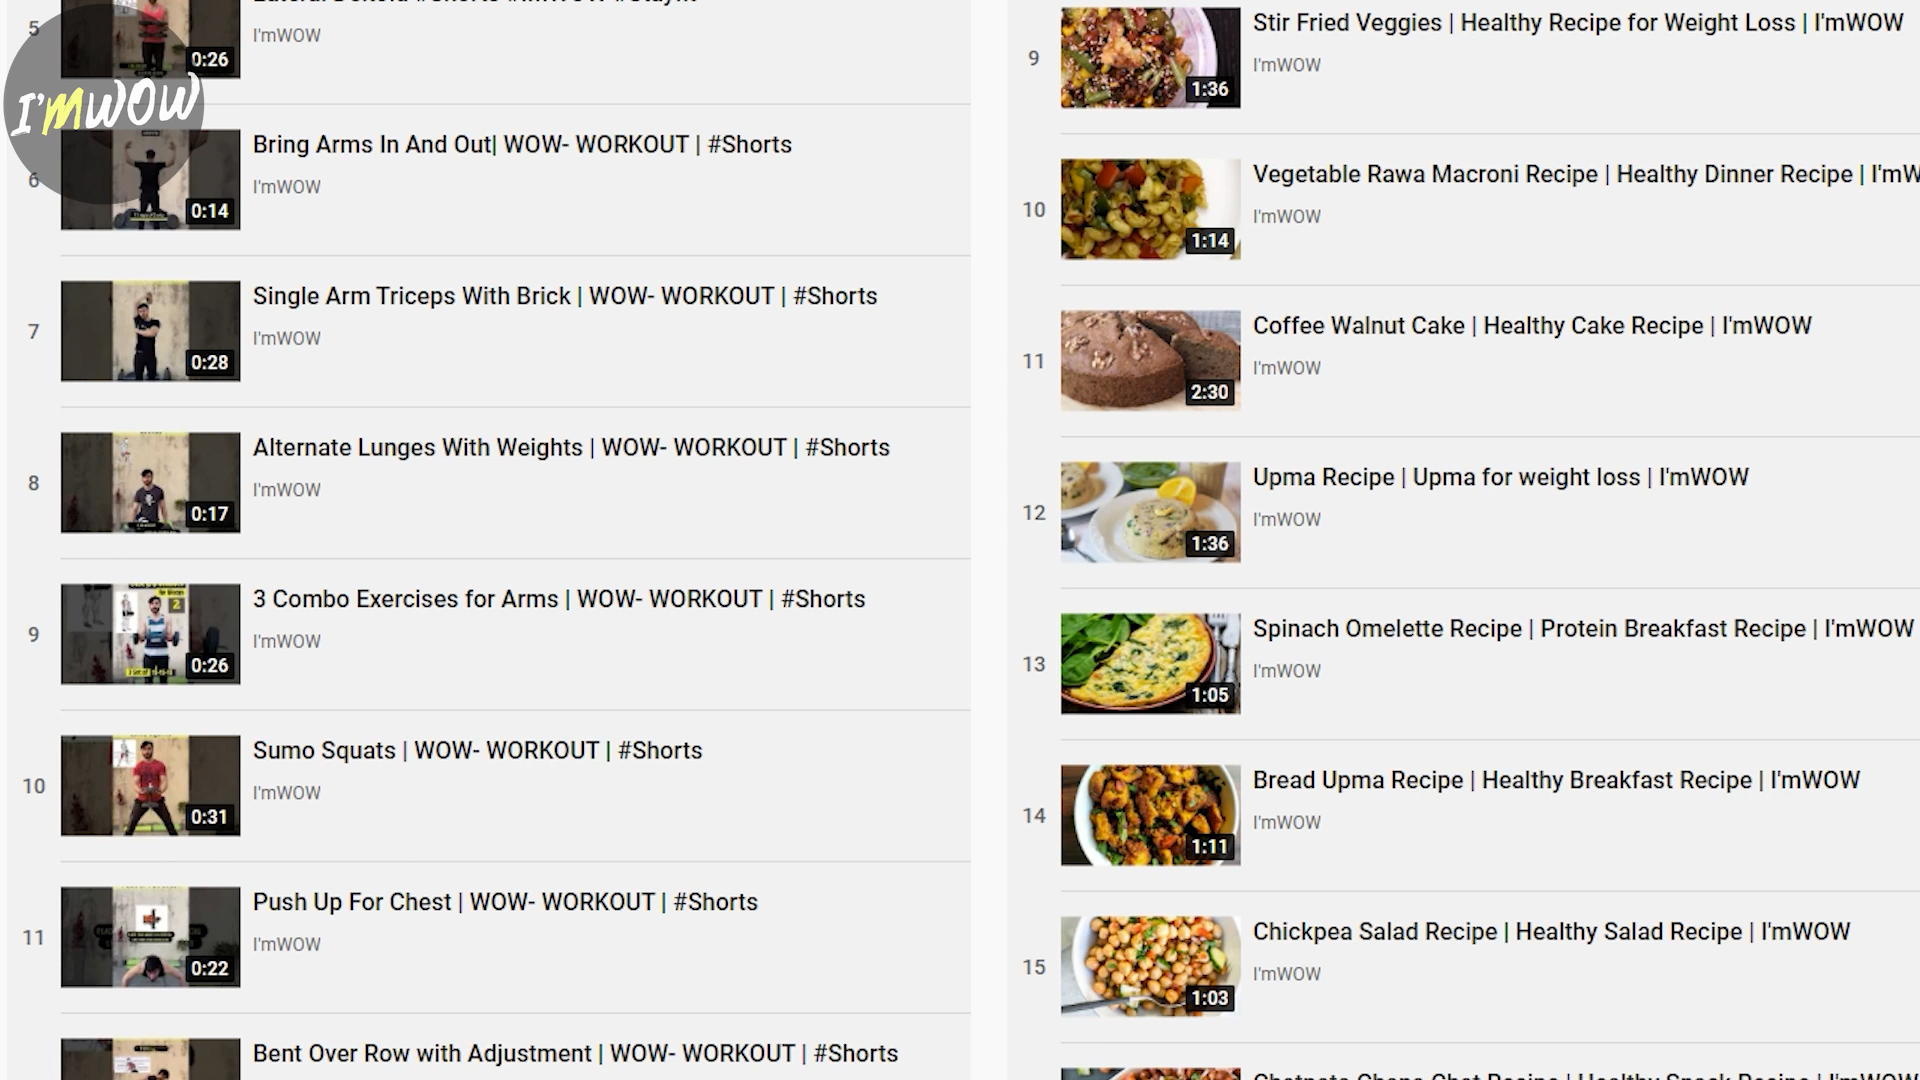 5
I'mWOW
0:26
I'MWOW
6
Bring Arms In And Out| WOW- WORKOUT | #Shorts
I'mWOW
0:14
7
Single Arm Triceps With Brick | WOW- WORKOUT | #Shorts
I'mWOW
0:28
8
Alternate Lunges With Weights | WOW- WORKOUT | #Shorts
I'mWOW
0:17
9
3 Combo Exercises for Arms | WOW- WORKOUT | #Shorts
I'mWOW
0:26
10
Sumo Squats | WOW- WORKOUT | #Shorts
I'mWOW
0:31
11
Push Up For Chest | WOW- WORKOUT | #Shorts
I'mWOW
0:22
Bent Over Row with Adjustment | WOW- WORKOUT | #Shorts
9
Stir Fried Veggies | Healthy Recipe for Weight Loss | I'mWOW
I'mWOW
1:36
10
Vegetable Rawa Macroni Recipe | Healthy Dinner Recipe | I'mW
I'mWOW
1:14
11
Coffee Walnut Cake | Healthy Cake Recipe | I'mWOW
I'mWOW
2:30
12
Upma Recipe | Upma for weight loss | I'mWOW
I'mWOW
1:36
13
Spinach Omelette Recipe | Protein Breakfast Recipe | I'mWOW
I'mWOW
1:05
14
Bread Upma Recipe | Healthy Breakfast Recipe | I'mWOW
I'mWOW
1:11
15
Chickpea Salad Recipe | Healthy Salad Recipe | I'mWOW
I'mWOW
1:03